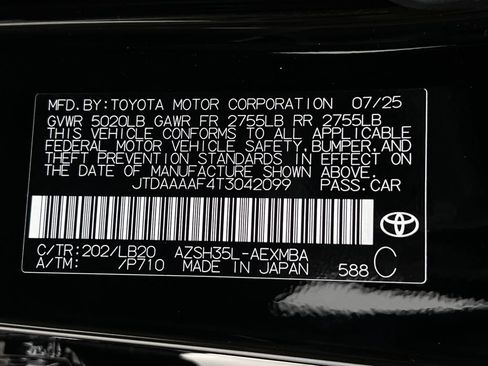 MFD.BY:TOYOTA MOTOR CORPORATION 07/25
GVWR 5020LB GAWR FR 2755LB RR 2755LB
THIS VEHICLE CONFORMS TO ALL APPLICABLE
FEDERAL MOTOR VEHICLE SAFETY,BUMPER,AND
THEFT PREVENTION STANDARDS IN EFFECT ON
THE DATE OF MANUFACTURE SHOWN ABOVE.
JTDAAAAF4T3042099 PASS.CAR
C/TR:202/LB20 AZSH35L-AEXMBA
A/TM: /P710 MADE IN JAPAN 588 C